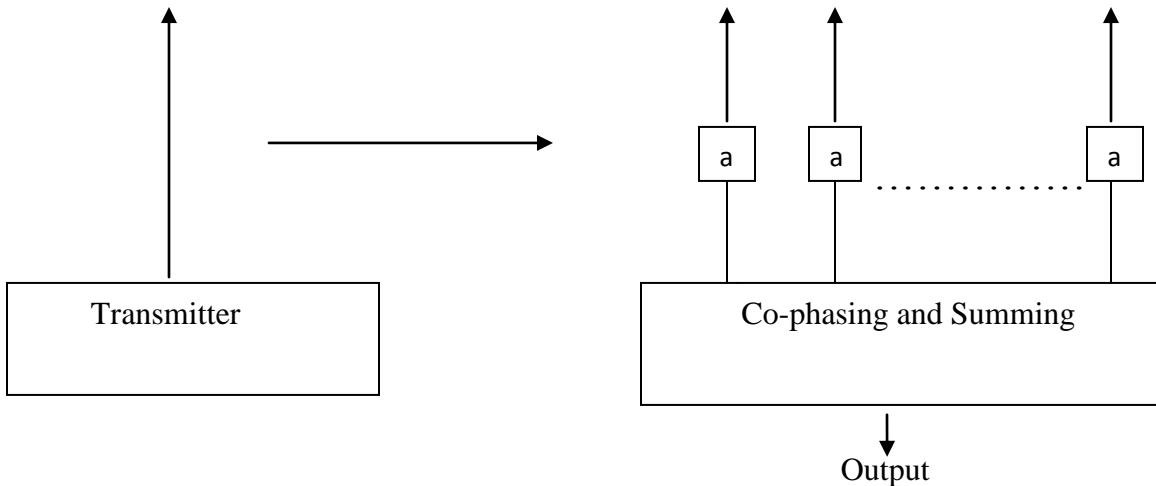 a a a
Transmitter
Co-phasing and Summing
Output